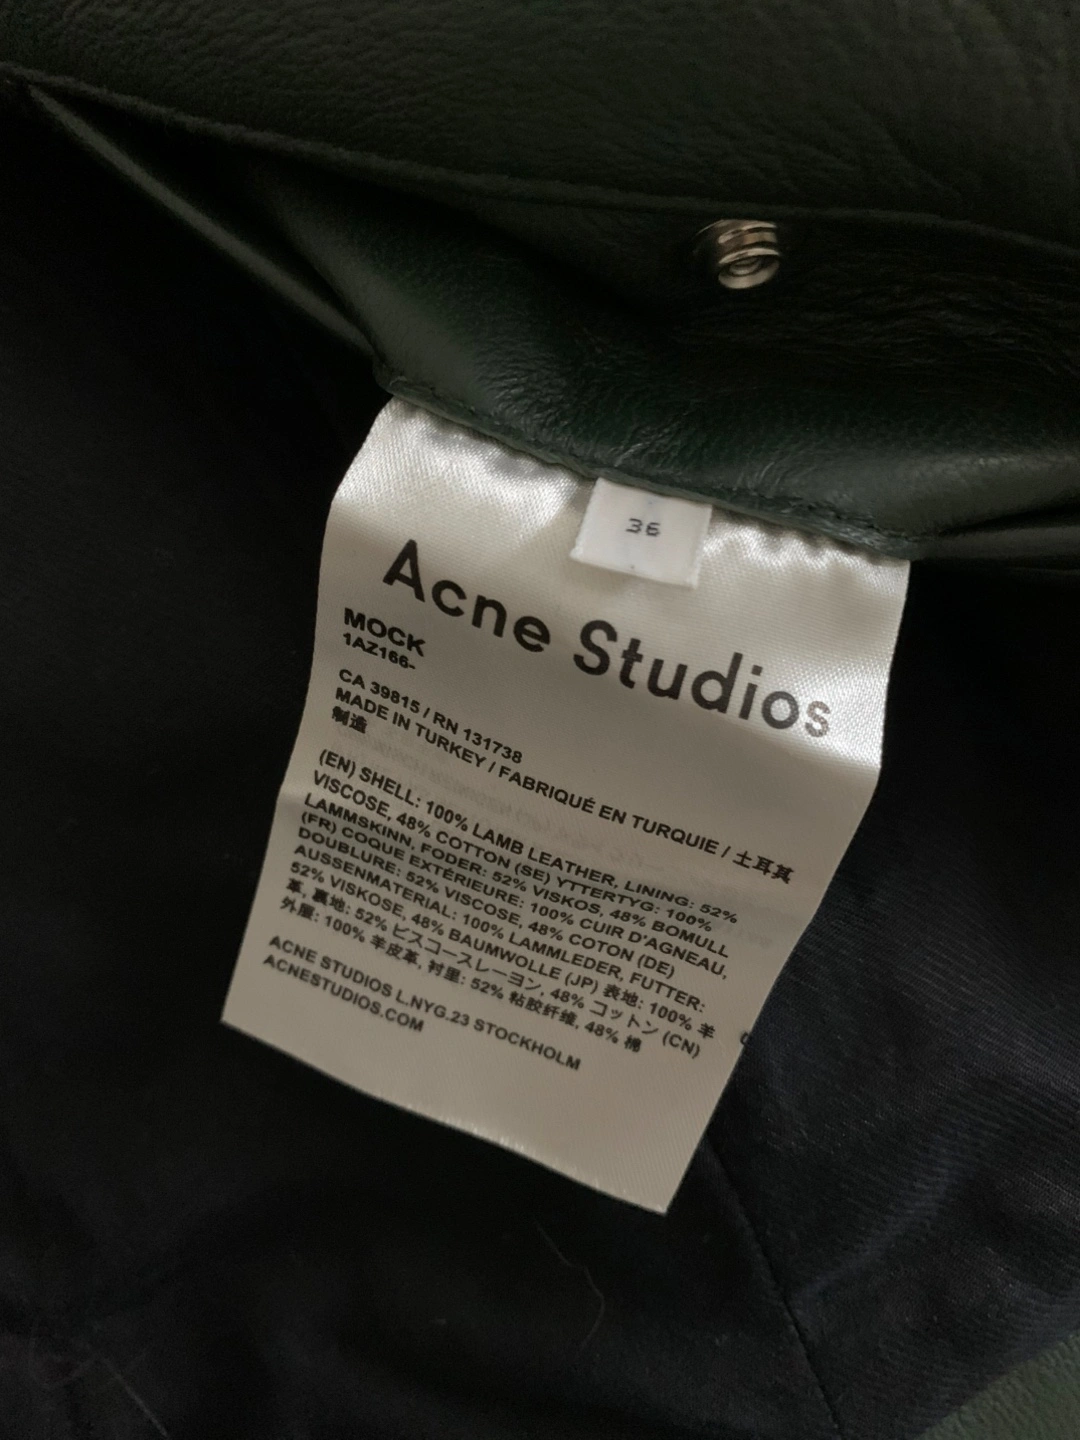 36
Acne Studios
MOCK
1AZ166-
CA 39815 / RN 131738
MADE IN TURKEY / FABRIQUÉ EN TURQUIE / 土耳其
制造
(EN) SHELL: 100% LAMB LEATHER, LINING: 52%
VISCOSE, 48% COTTON (SE) YTTERTYG: 100%
LAMMSKINN, FODER: 52% VISKOS, 48% BOMULL
(FR) COQUE EXTÉRIEURE: 100% CUIR D'AGNEAU,
DOUBLURE: 52% VISCOSE, 48% COTON (DE)
AUSSENMATERIAL: 100% LAMMLEDER, FUTTER:
52% VISKOSE, 48% BAUMWOLLE (JP) 表地: 100% 羊
革, 裏地: 52% ビスコースレーヨン, 48% コットン (CN)
外层: 100% 羊皮革, 衬里: 52% 粘胶纤维, 48% 棉
ACNE STUDIOS L.NYG.23 STOCKHOLM
ACNESTUDIOS.COM